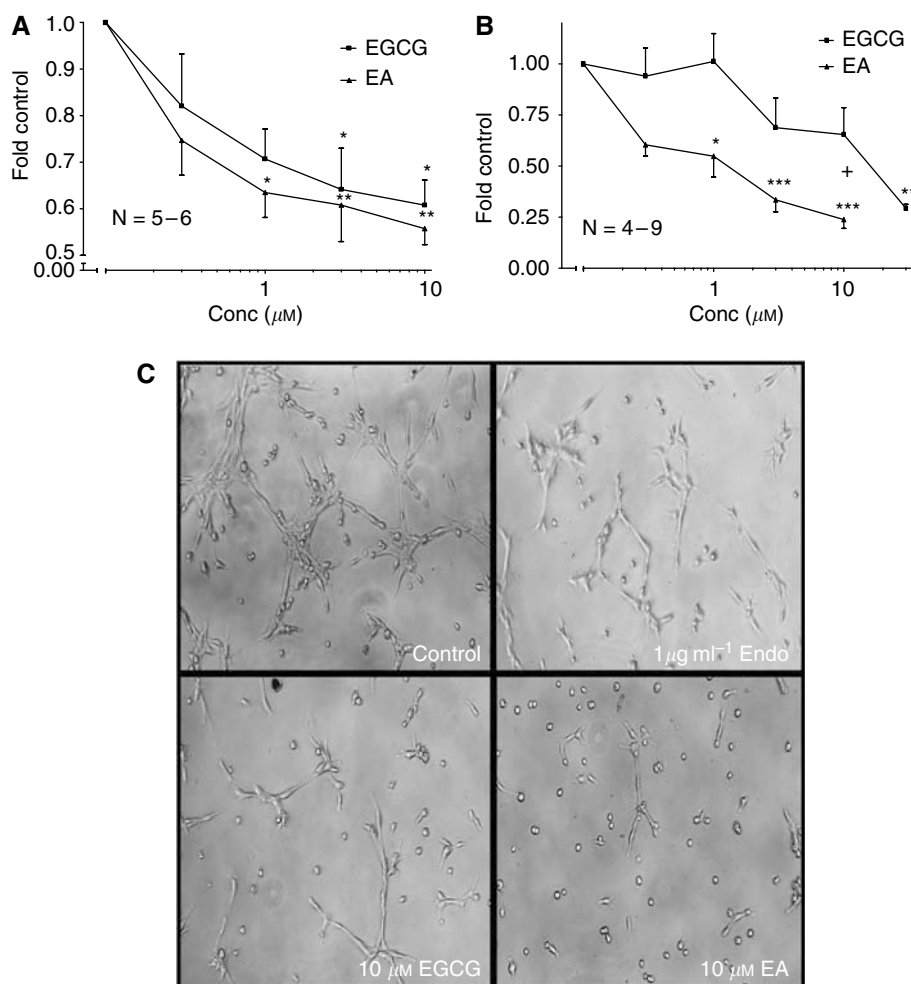 A
1.0
0.9
0.8
0.7
0.6
0.5
0.00
Fold control
EGCG
EA
*
*
*
**
**
N = 5–6
1
10
Conc (μM)
B
1.00
0.75
0.50
0.25
0.00
Fold control
EGCG
EA
*
***
+
***
**
N = 4–9
1
10
Conc (μM)
C
Control
1 μg ml⁻¹ Endo
10 μM EGCG
10 μM EA